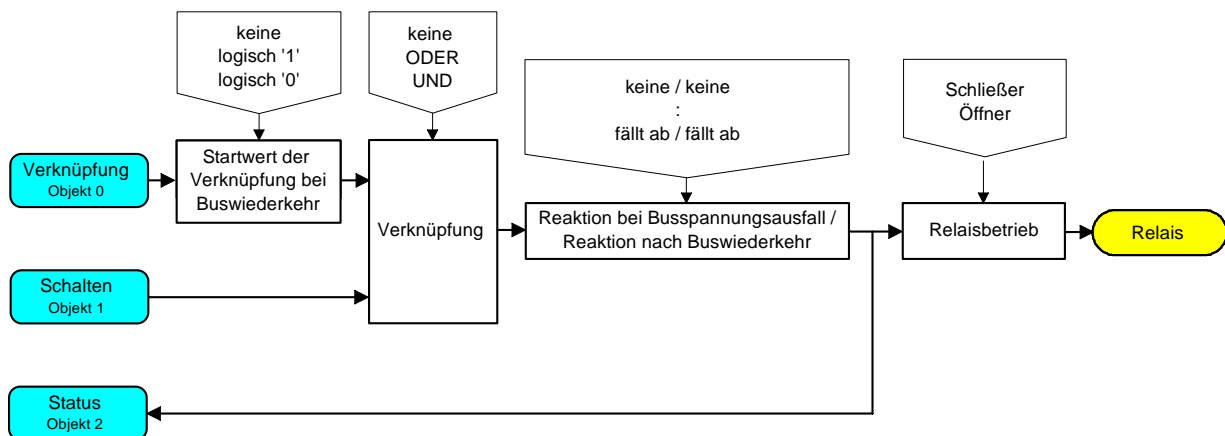 keine
logisch '1'
logisch '0'
keine
ODER
UND
keine / keine
:
fällt ab / fällt ab
Schließer
Öffner
Verknüpfung
Objekt 0
Startwert der
Verknüpfung bei
Buswiederkehr
Verknüpfung
Reaktion bei Busspannungsausfall /
Reaktion nach Buswiederkehr
Relaisbetrieb
Relais
Schalten
Objekt 1
Status
Objekt 2